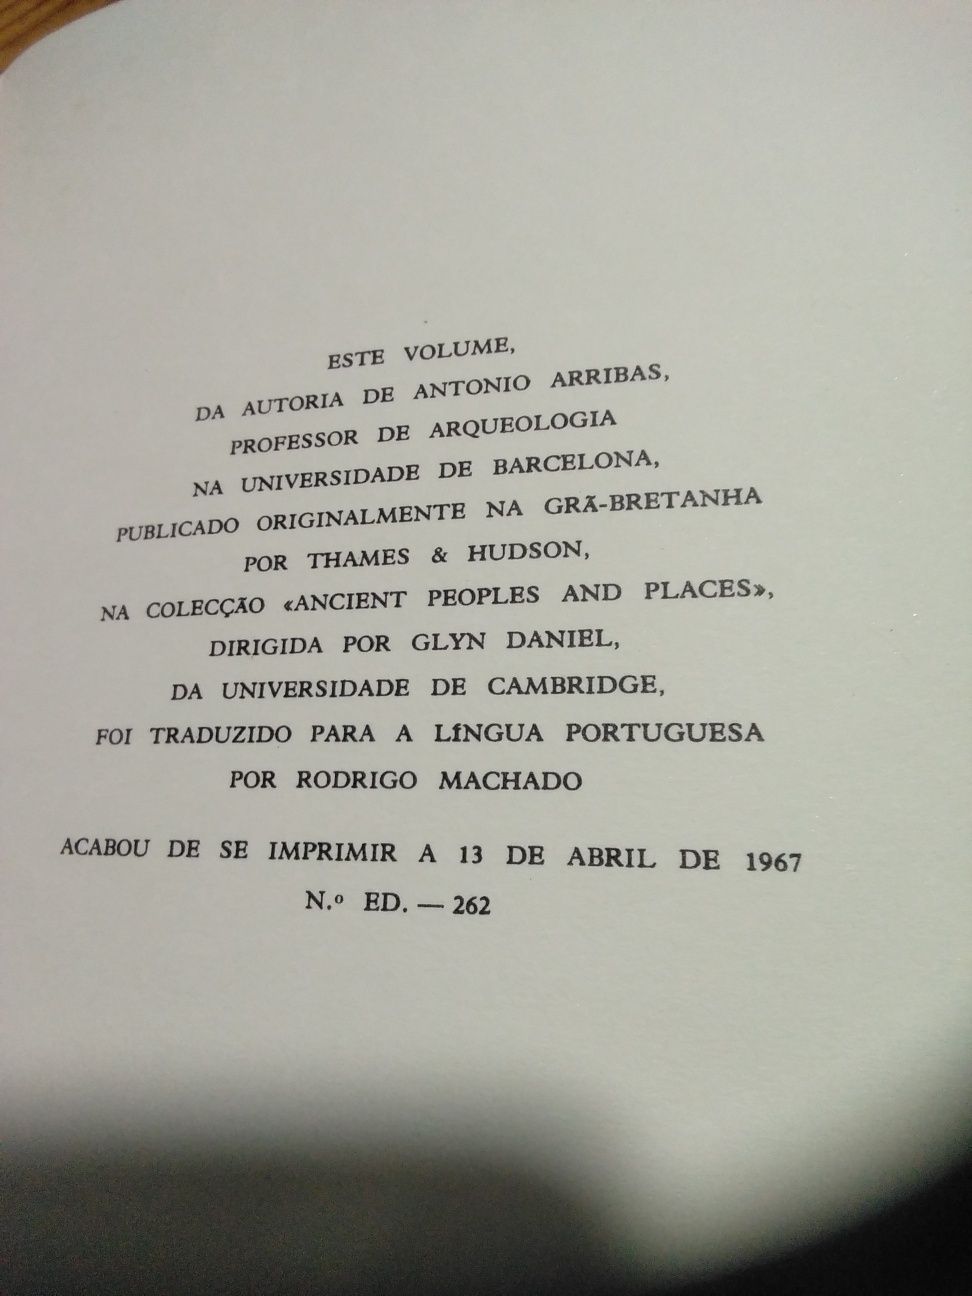 ESTE VOLUME,
DA AUTORIA DE ANTONIO ARRIBAS,
PROFESSOR DE ARQUEOLOGIA
NA UNIVERSIDADE DE BARCELONA,
PUBLICADO ORIGINALMENTE NA GRÃ-BRETANHA
POR THAMES & HUDSON,
NA COLECÇÃO «ANCIENT PEOPLES AND PLACES»,
DIRIGIDA POR GLYN DANIEL,
DA UNIVERSIDADE DE CAMBRIDGE,
FOI TRADUZIDO PARA A LÍNGUA PORTUGUESA
POR RODRIGO MACHADO
ACABOU DE SE IMPRIMIR A 13 DE ABRIL DE 1967
N.º ED. — 262